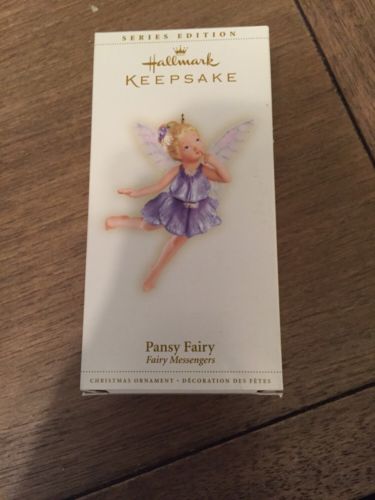 SERIES EDITION
Hallmark
KEEPSAKE
Pansy Fairy
Fairy Messengers
CHRISTMAS ORNAMENT • DÉCORATION DES FÊTES